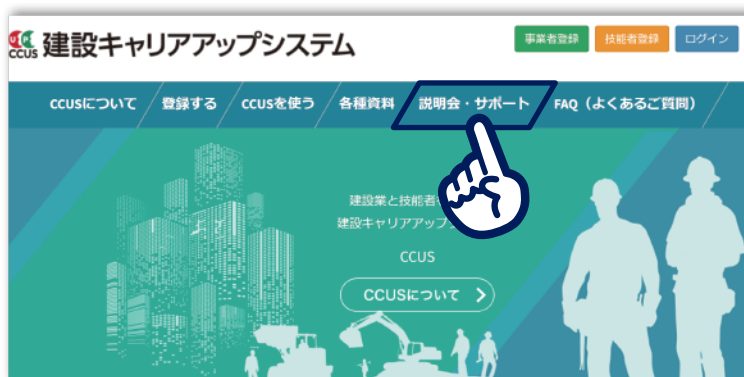 CCUS 建設キャリアアップシステム
事業者登録 技能者登録 ログイン
CCUSについて 登録する CCUSを使う 各種資料 説明会・サポート FAQ（よくあるご質問）
建設業と技能者
建設キャリアアップ
CCUS
CCUSについて